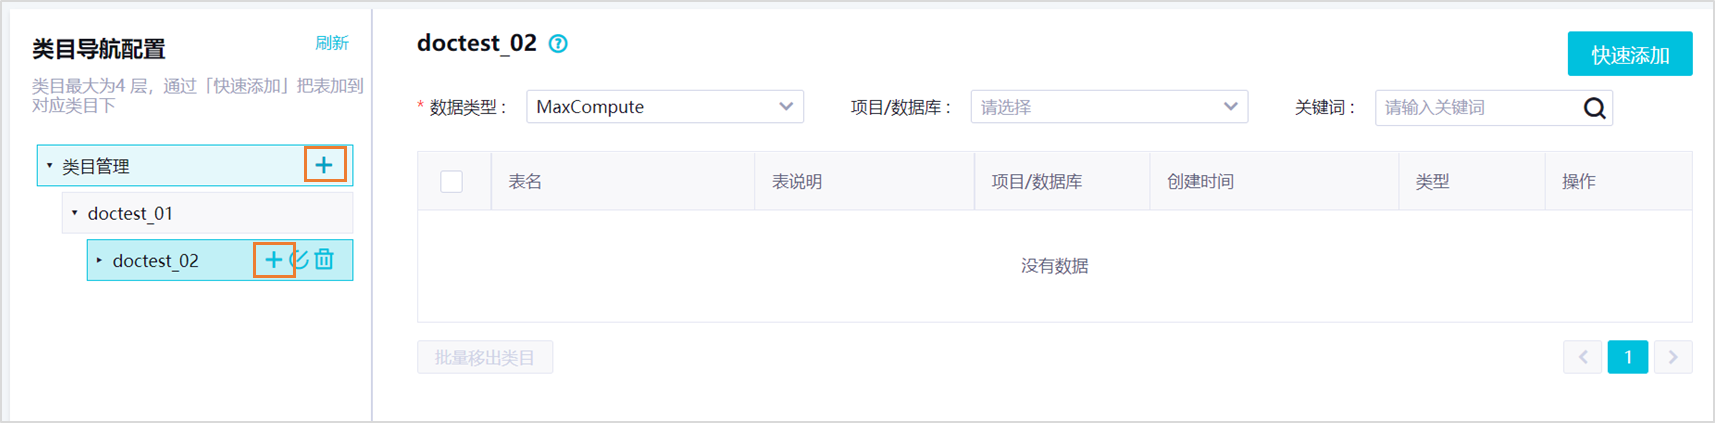 类目导航配置
刷新
类目最大为4 层，通过「快速添加」把表加到
对应类目下
类目管理
doctest_01
doctest_02
doctest_02
快速添加
* 数据类型： MaxCompute 项目/数据库： 请选择 关键词： 请输入关键词
表名 表说明 项目/数据库 创建时间 类型 操作
没有数据
批量移出类目
1